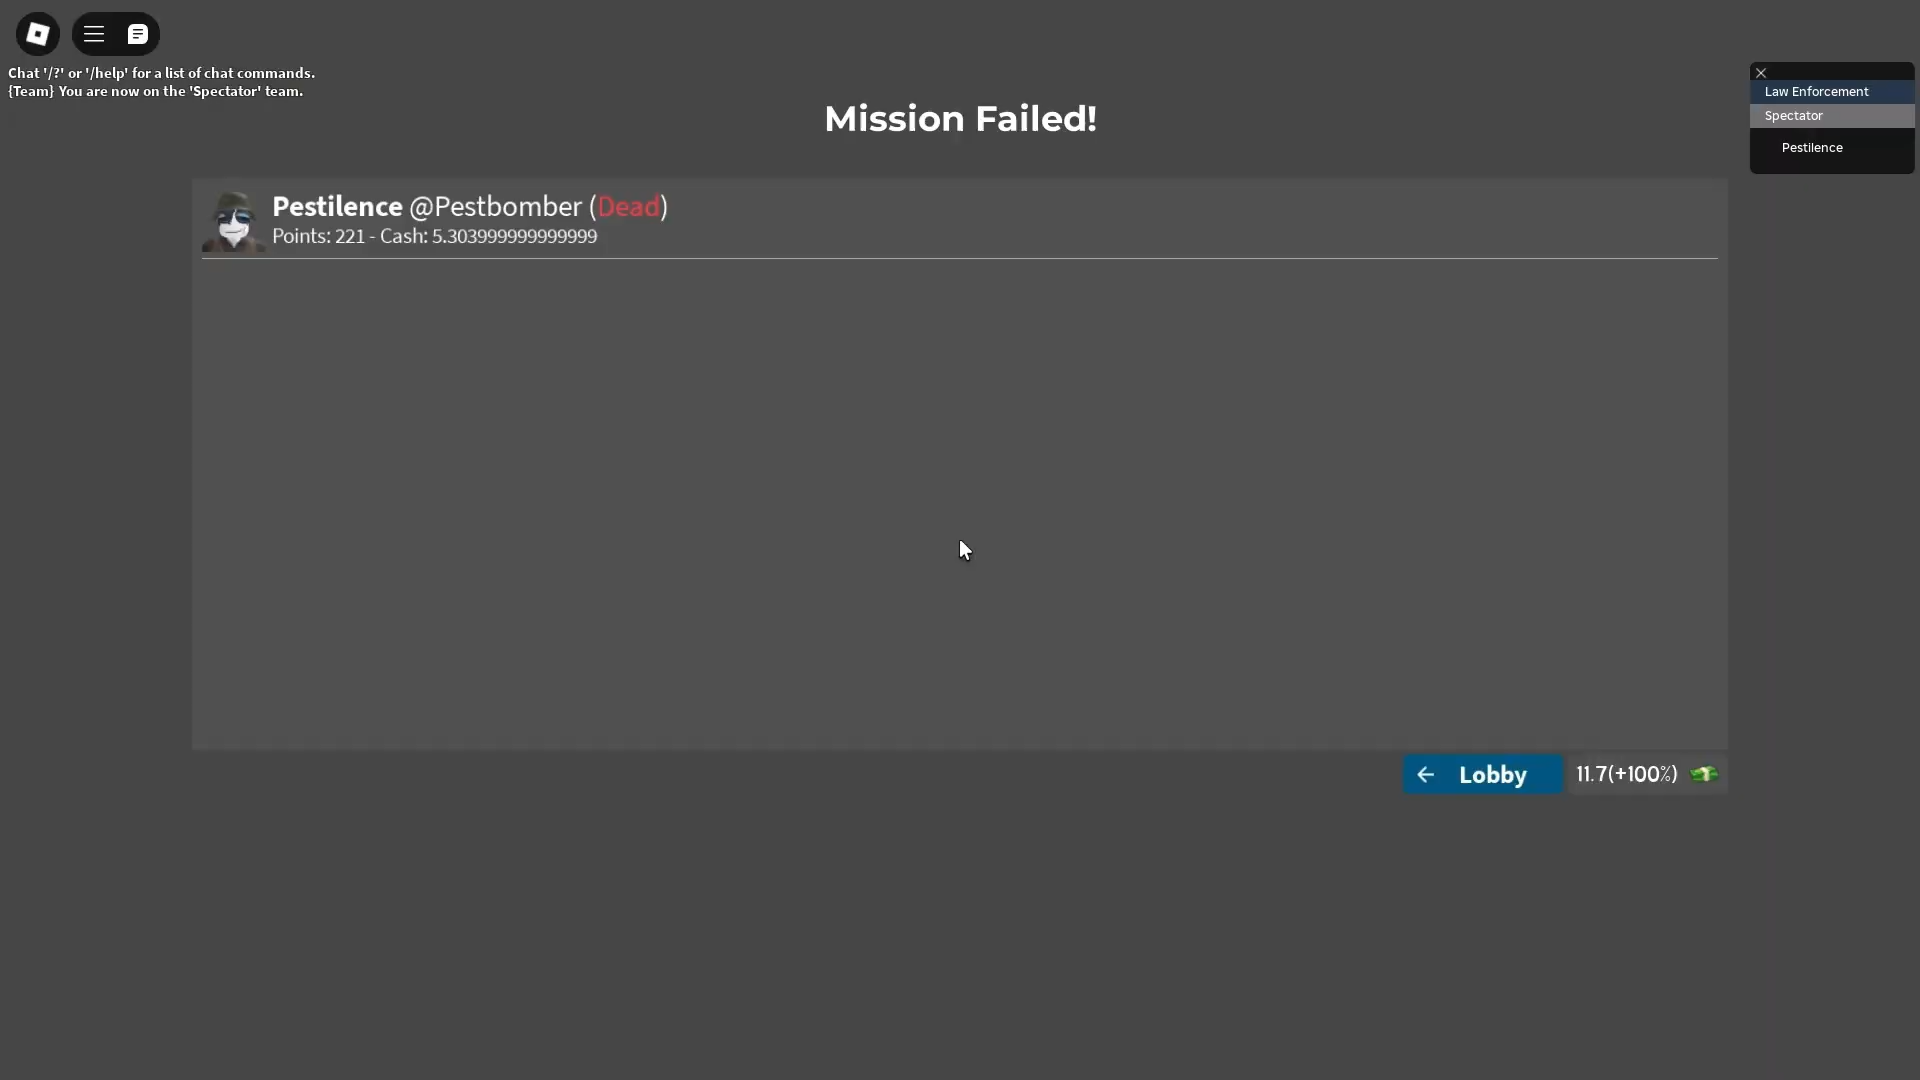 Chat '/?' or '/help' for a list of chat commands.
{Team} You are now on the 'Spectator' team.
Mission Failed!
Law Enforcement
Spectator
Pestilence
Pestilence @Pestbomber (Dead)
Points: 221 - Cash: 5.303999999999999
Lobby
11.7(+100%)